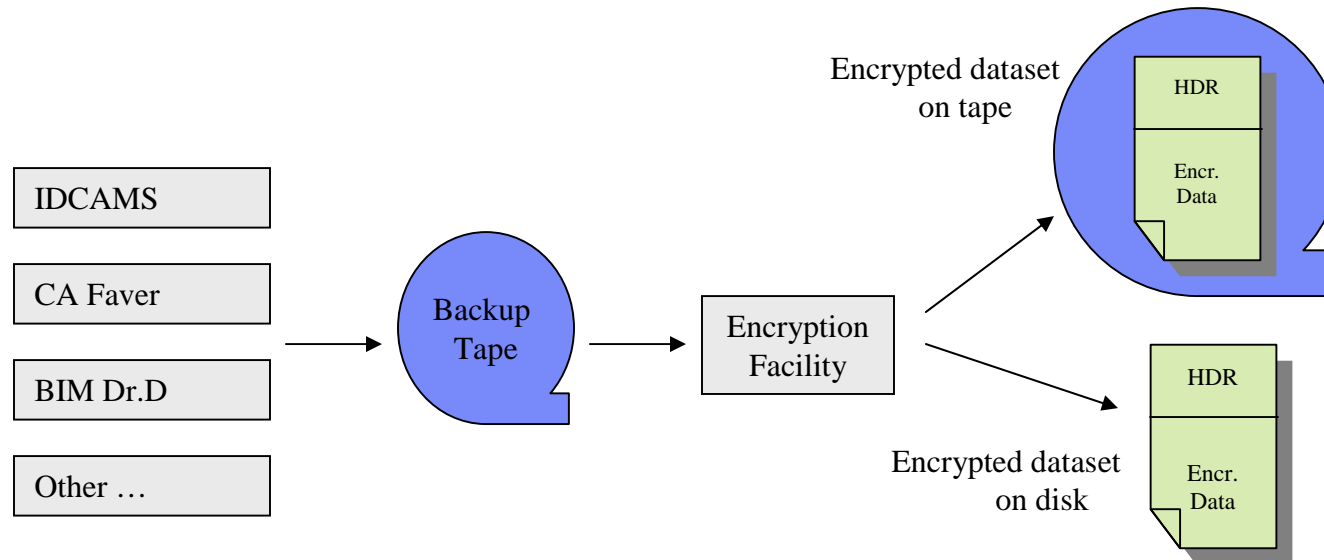 IDCAMS
CA Faver
BIM Dr.D
Other …
Backup
Tape
Encryption
Facility
Encrypted dataset
on tape
HDR
Encr.
Data
Encrypted dataset
on disk
HDR
Encr.
Data